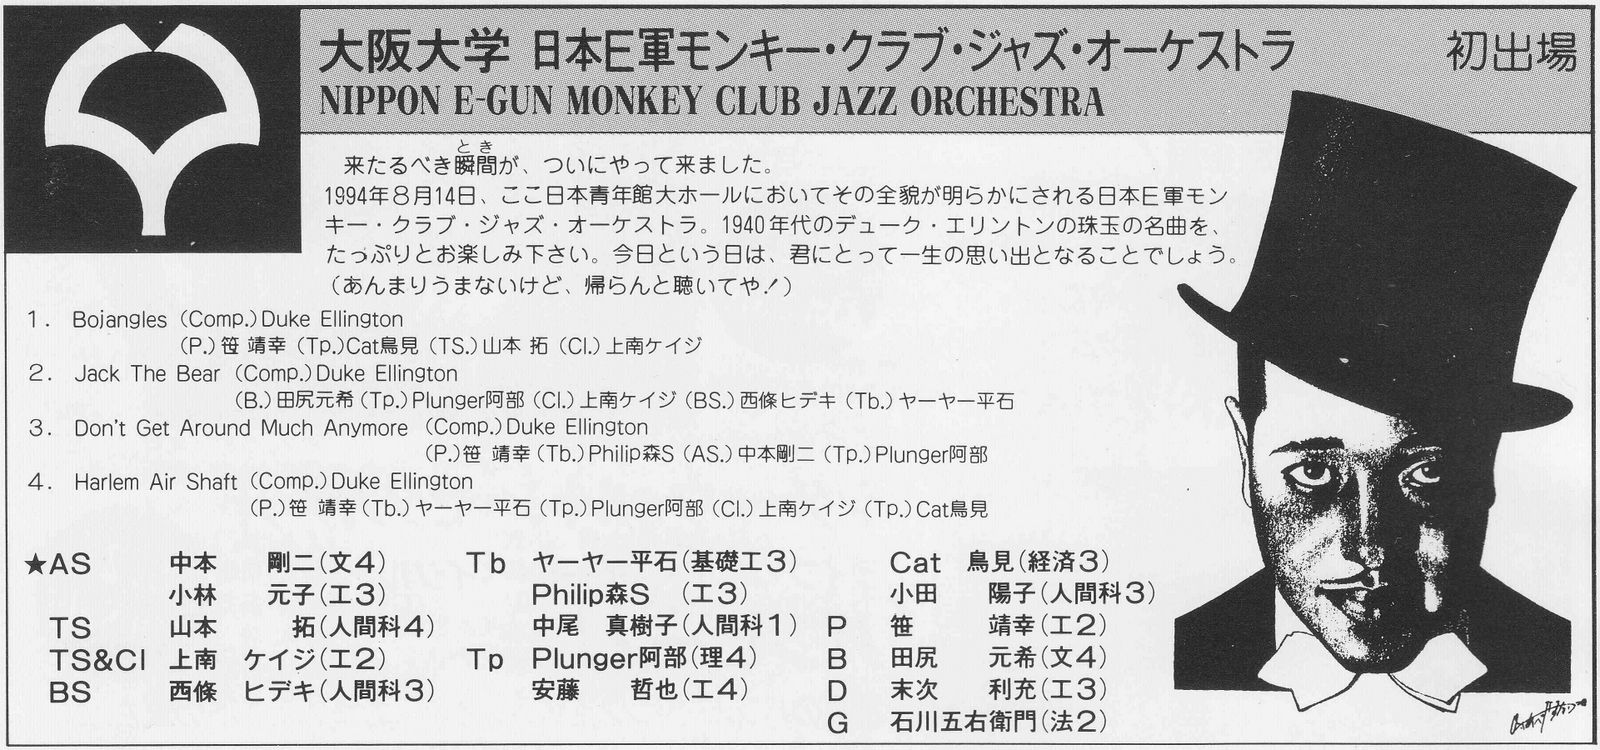 大阪大学 日本E軍モンキー・クラブ・ジャズ・オーケストラ 初出場
NIPPON E-GUN MONKEY CLUB JAZZ ORCHESTRA
とき
来たるべき瞬間が、ついにやって来ました。
1994年8月14日、ここ日本青年館大ホールにおいてその全貌が明らかにされる日本E軍モン
キー・クラブ・ジャズ・オーケストラ。1940年代のデューク・エリントンの珠玉の名曲を、
たっぷりとお楽しみ下さい。今日という日は、君にとって一生の思い出となることでしょう。
(あんまりうまないけど、帰らんと聴いてや!)
1. Bojangles (Comp.)Duke Ellington
(P.)笹 靖幸 (Tp.)Cat鳥見 (TS.)山本 拓 (Cl.)上南ケイジ
2. Jack The Bear (Comp.)Duke Ellington
(B.)田尻元希 (Tp.)Plunger阿部 (Cl.)上南ケイジ (BS.)西條ヒデキ (Tb.)ヤーヤー平石
3. Don't Get Around Much Anymore (Comp.)Duke Ellington
(P.)笹 靖幸 (Tb.)Philip森S (AS.)中本剛二 (Tp.)Plunger阿部
4. Harlem Air Shaft (Comp.)Duke Ellington
(P.)笹 靖幸 (Tb.)ヤーヤー平石 (Tp.)Plunger阿部 (Cl.)上南ケイジ (Tp.)Cat鳥見
★AS 中本 剛二(文4)
小林 元子(工3)
TS 山本 拓(人間科4)
TS&Cl 上南 ケイジ(工2)
BS 西條 ヒデキ(人間科3)
Tb ヤーヤー平石(基礎工3)
Philip森S (工3)
中尾 真樹子(人間科1)
Tp Plunger阿部(理4)
安藤 哲也(工4)
Cat 鳥見(経済3)
小田 陽子(人間科3)
P 笹 靖幸(工2)
B 田尻 元希(文4)
D 末次 利充(工3)
G 石川五右衛門(法2)